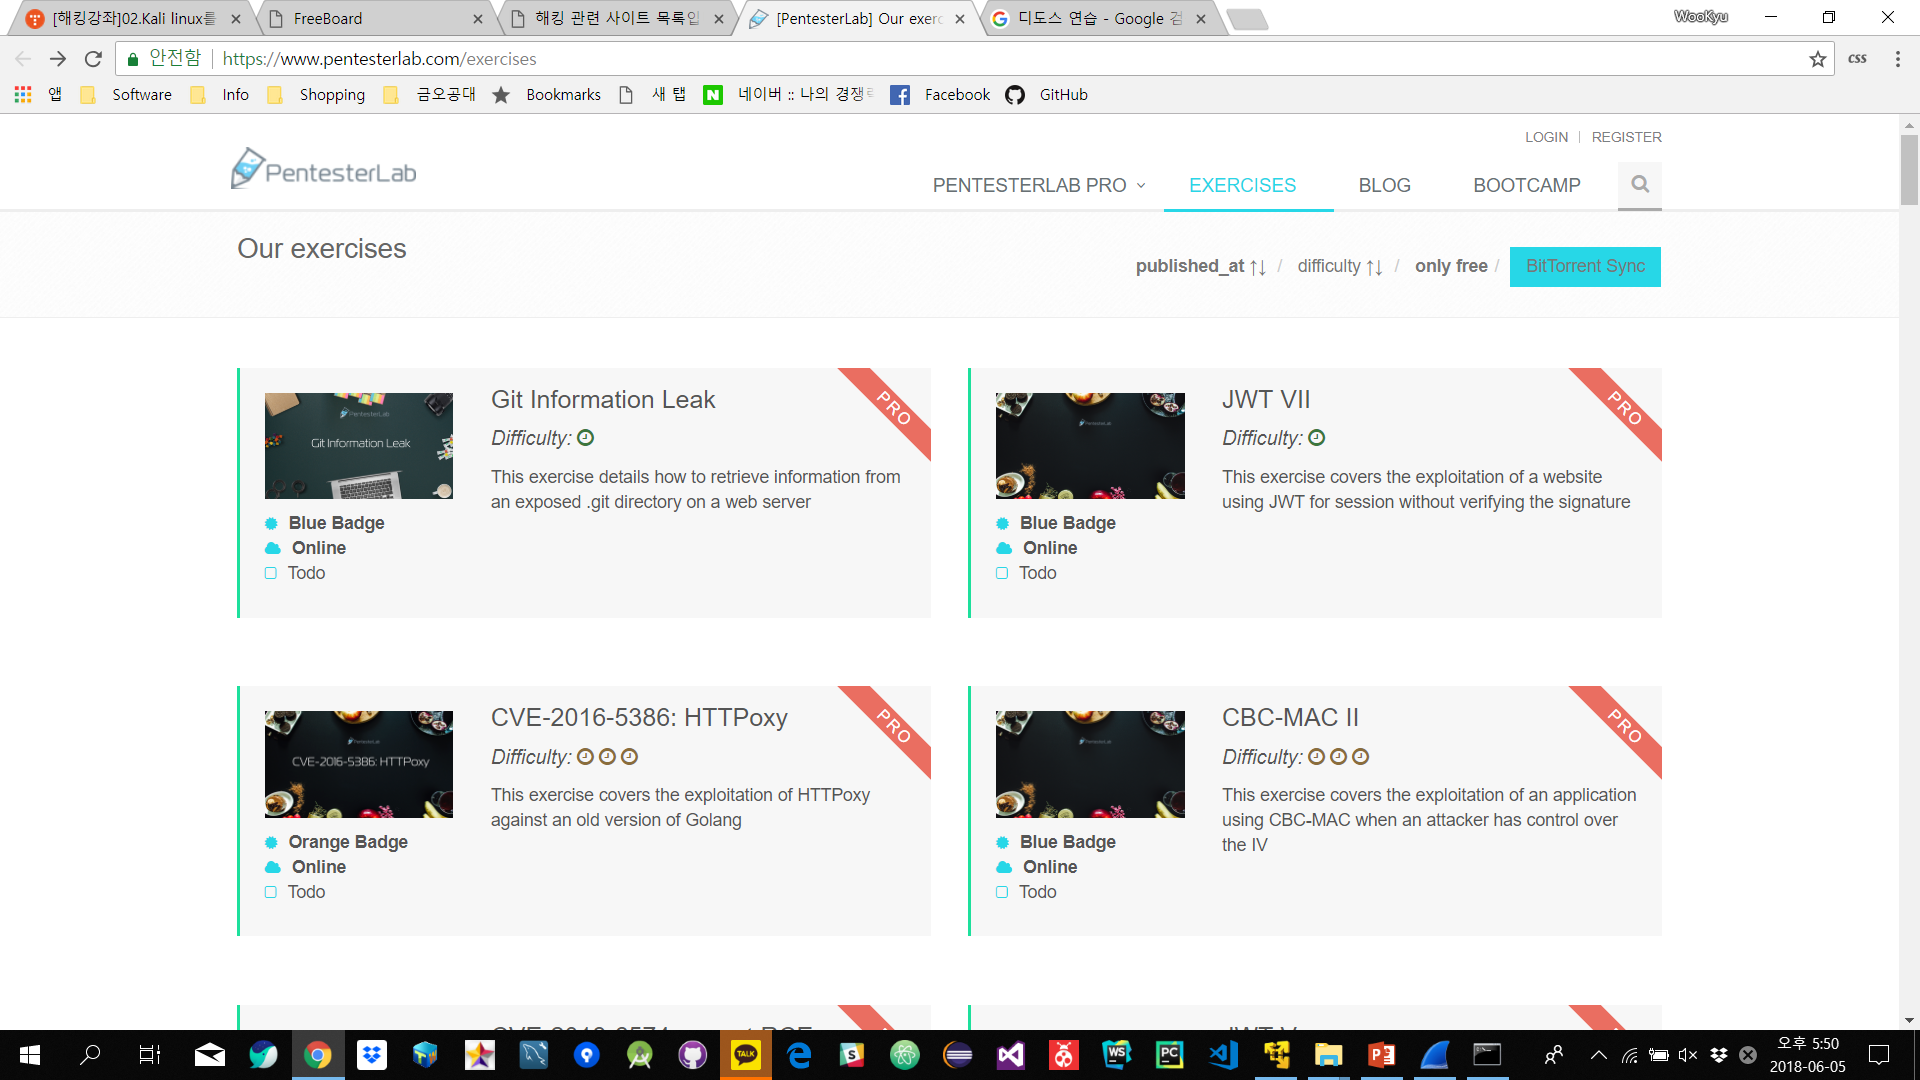 [해킹강좌]02.Kali linux를
FreeBoard
해킹 관련 사이트 목록입
[PentesterLab] Our exerc
디도스 연습 - Google 검
WooKyu
안전함
https://www.pentesterlab.com/exercises
css
앱
Software
Info
Shopping
금오공대
Bookmarks
새 탭
네이버 :: 나의 경쟁력
Facebook
GitHub
LOGIN
REGISTER
PentesterLab
PENTESTERLAB PRO
EXERCISES
BLOG
BOOTCAMP
Our exercises
published_at ↑↓ / difficulty ↑↓ / only free / BitTorrent Sync
PentesterLab
Git Information Leak
Git Information Leak
Difficulty:
This exercise details how to retrieve information from
an exposed .git directory on a web server
Blue Badge
Online
Todo
PRO
PentesterLab
JWT VII
Difficulty:
This exercise covers the exploitation of a website
using JWT for session without verifying the signature
Blue Badge
Online
Todo
PRO
PentesterLab
CVE-2016-5386: HTTPoxy
CVE-2016-5386: HTTPoxy
Difficulty:
This exercise covers the exploitation of HTTPoxy
against an old version of Golang
Orange Badge
Online
Todo
PRO
PentesterLab
CBC-MAC II
Difficulty:
This exercise covers the exploitation of an application
using CBC-MAC when an attacker has control over
the IV
Blue Badge
Online
Todo
PRO
TALK
WS
PC
오후 5:50
2018-06-05